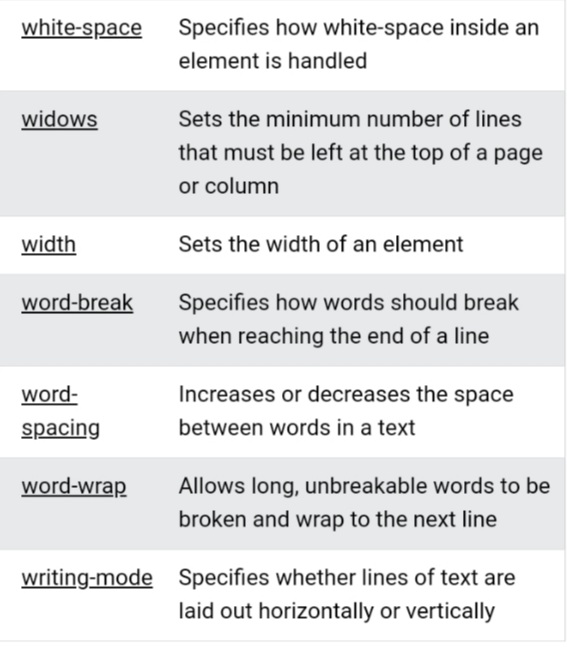 white-space Specifies how white-space inside an
element is handled
widows Sets the minimum number of lines
that must be left at the top of a page
or column
width Sets the width of an element
word-break Specifies how words should break
when reaching the end of a line
word- Increases or decreases the space
spacing between words in a text
word-wrap Allows long, unbreakable words to be
broken and wrap to the next line
writing-mode Specifies whether lines of text are
laid out horizontally or vertically